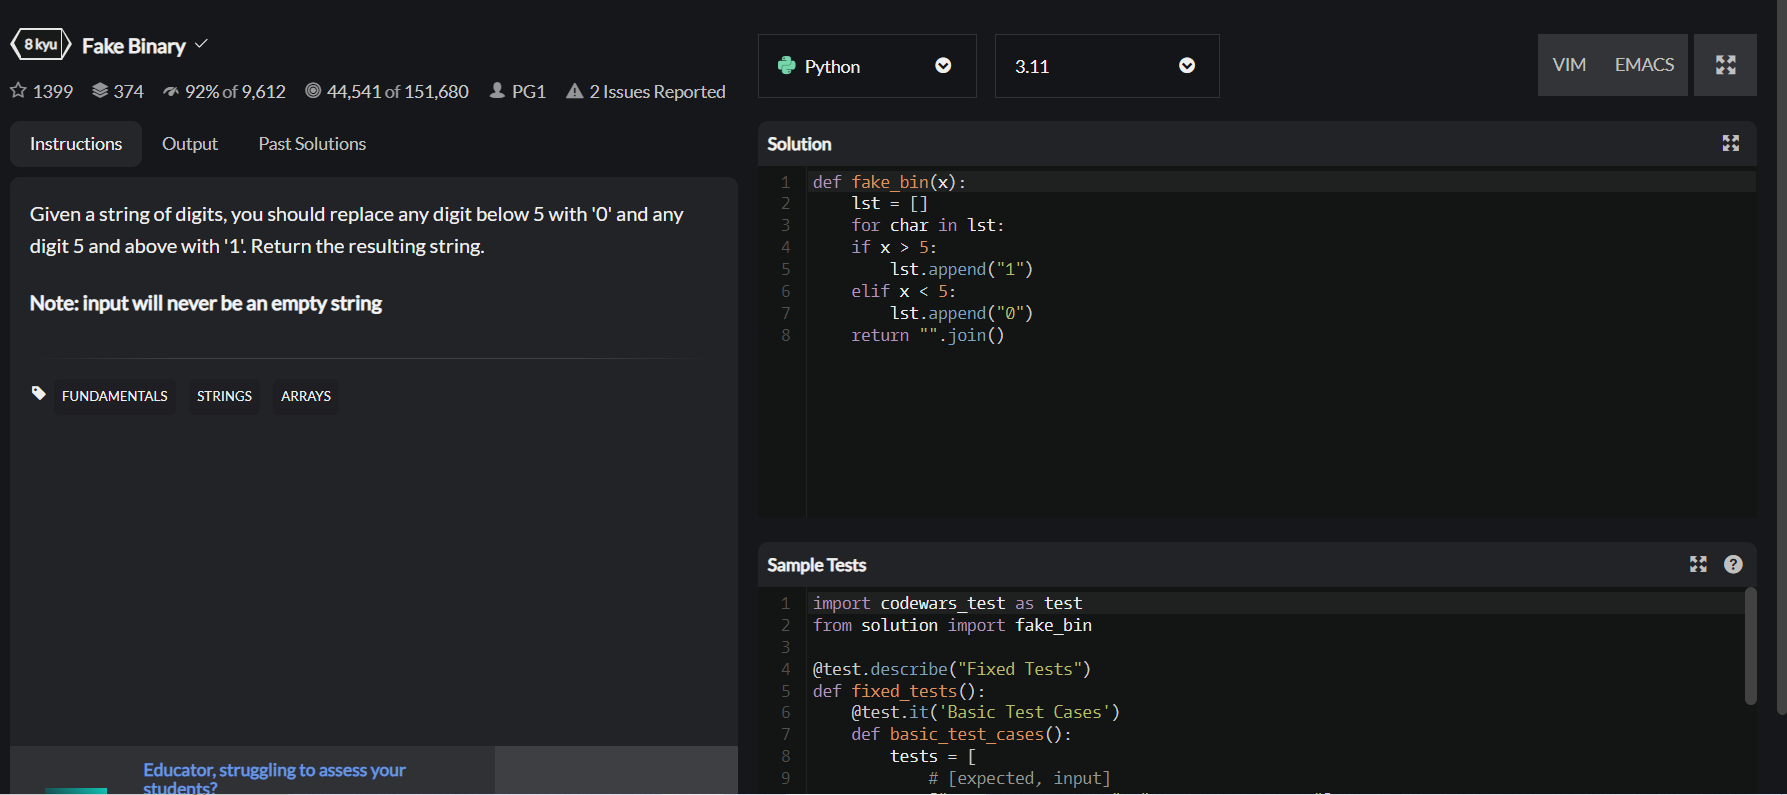 8 kyu Fake Binary
1399 374 92% of 9,612 44,541 of 151,680 PG1 2 Issues Reported
Instructions Output Past Solutions
Given a string of digits, you should replace any digit below 5 with '0' and any
digit 5 and above with '1'. Return the resulting string.
Note: input will never be an empty string
FUNDAMENTALS STRINGS ARRAYS
Educator, struggling to assess your
students?
Python 3.11 VIM EMACS
Solution
1 def fake_bin(x):
2     lst = []
3     for char in lst:
4     if x > 5:
5         lst.append("1")
6     elif x < 5:
7         lst.append("0")
8     return "".join()
Sample Tests ?
1 import codewars_test as test
2 from solution import fake_bin
3
4 @test.describe("Fixed Tests")
5 def fixed_tests():
6     @test.it('Basic Test Cases')
7     def basic_test_cases():
8         tests = [
9             # [expected, input]